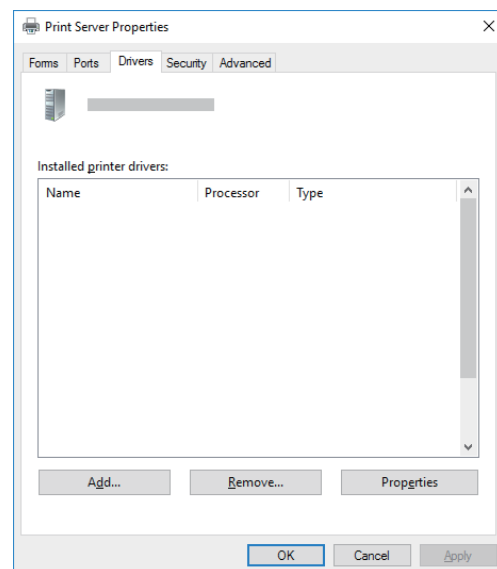 Print Server Properties
Forms Ports Drivers Security Advanced
Installed printer drivers:
Name Processor Type
Add... Remove... Properties
OK Cancel Apply